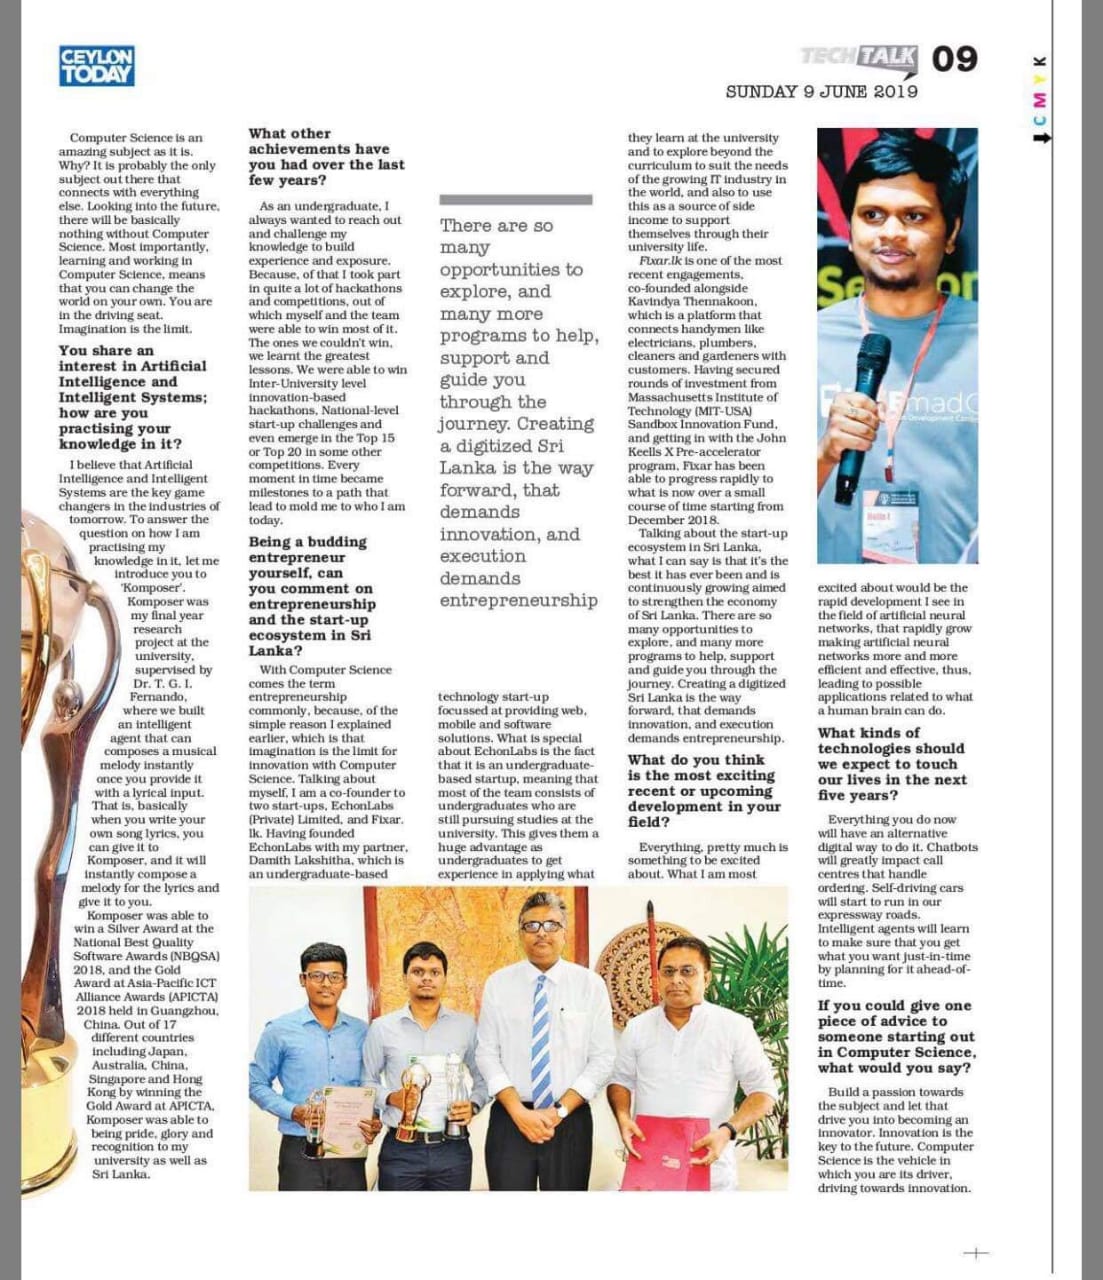 CEYLON
TODAY
TECH TALK 09
SUNDAY 9 JUNE 2019
C M Y K
Computer Science is an
amazing subject as it is.
Why? It is probably the only
subject out there that
connects with everything
else. Looking into the future,
there will be basically
nothing without Computer
Science. Most importantly,
learning and working in
Computer Science, means
that you can change the
world on your own. You are
in the driving seat.
Imagination is the limit.
You share an
interest in Artificial
Intelligence and
Intelligent Systems;
how are you
practising your
knowledge in it?
I believe that Artificial
Intelligence and Intelligent
Systems are the key game
changers in the industries of
tomorrow. To answer the
question on how I am
practising my
knowledge in it, let me
introduce you to
'Komposer'.
Komposer was
my final year
research
project at the
university,
supervised by
Dr. T. G. I.
Fernando,
where we built
an intelligent
agent that can
composes a musical
melody instantly
once you provide it
with a lyrical input.
That is, basically
when you write your
own song lyrics, you
can give it to
Komposer, and it will
instantly compose a
melody for the lyrics and
give it to you.
Komposer was able to
win a Silver Award at the
National Best Quality
Software Awards (NBQSA)
2018, and the Gold
Award at Asia-Pacific ICT
Alliance Awards (APICTA)
2018 held in Guangzhou,
China. Out of 17
different countries
including Japan,
Australia, China,
Singapore and Hong
Kong by winning the
Gold Award at APICTA,
Komposer was able to
being pride, glory and
recognition to my
university as well as
Sri Lanka.
What other
achievements have
you had over the last
few years?
As an undergraduate, I
always wanted to reach out
and challenge my
knowledge to build
experience and exposure.
Because, of that I took part
in quite a lot of hackathons
and competitions, out of
which myself and the team
were able to win most of it.
The ones we couldn't win,
we learnt the greatest
lessons. We were able to win
Inter-University level
innovation-based
hackathons, National-level
start-up challenges and
even emerge in the Top 15
or Top 20 in some other
competitions. Every
moment in time became
milestones to a path that
lead to mold me to who I am
today.
Being a budding
entrepreneur
yourself, can
you comment on
entrepreneurship
and the start-up
ecosystem in Sri
Lanka?
With Computer Science
comes the term
entrepreneurship
commonly, because, of the
simple reason I explained
earlier, which is that
imagination is the limit for
innovation with Computer
Science. Talking about
myself, I am a co-founder to
two start-ups, EchonLabs
(Private) Limited, and Fixar.
lk. Having founded
EchonLabs with my partner,
Damith Lakshitha, which is
an undergraduate-based
There are so
many
opportunities to
explore, and
many more
programs to help,
support and
guide you
through the
journey. Creating
a digitized Sri
Lanka is the way
forward, that
demands
innovation, and
execution
demands
entrepreneurship
technology start-up
focussed at providing web,
mobile and software
solutions. What is special
about EchonLabs is the fact
that it is an undergraduate-
based startup, meaning that
most of the team consists of
undergraduates who are
still pursuing studies at the
university. This gives them a
huge advantage as
undergraduates to get
experience in applying what
they learn at the university
and to explore beyond the
curriculum to suit the needs
of the growing IT industry in
the world, and also to use
this as a source of side
income to support
themselves through their
university life.
Fixar.lk is one of the most
recent engagements,
co-founded alongside
Kavindya Thennakoon,
which is a platform that
connects handymen like
electricians, plumbers,
cleaners and gardeners with
customers. Having secured
rounds of investment from
Massachusetts Institute of
Technology (MIT-USA)
Sandbox Innovation Fund,
and getting in with the John
Keells X Pre-accelerator
program, Fixar has been
able to progress rapidly to
what is now over a small
course of time starting from
December 2018.
Talking about the start-up
ecosystem in Sri Lanka,
what I can say is that it's the
best it has ever been and is
continuously growing aimed
to strengthen the economy
of Sri Lanka. There are so
many opportunities to
explore, and many more
programs to help, support
and guide you through the
journey. Creating a digitized
Sri Lanka is the way
forward, that demands
innovation, and execution
demands entrepreneurship.
What do you think
is the most exciting
recent or upcoming
development in your
field?
Everything, pretty much is
something to be excited
about. What I am most
excited about would be the
rapid development I see in
the field of artificial neural
networks, that rapidly grow
making artificial neural
networks more and more
efficient and effective, thus,
leading to possible
applications related to what
a human brain can do.
What kinds of
technologies should
we expect to touch
our lives in the next
five years?
Everything you do now
will have an alternative
digital way to do it. Chatbots
will greatly impact call
centres that handle
ordering. Self-driving cars
will start to run in our
expressway roads.
Intelligent agents will learn
to make sure that you get
what you want just-in-time
by planning for it ahead-of-
time.
If you could give one
piece of advice to
someone starting out
in Computer Science,
what would you say?
Build a passion towards
the subject and let that
drive you into becoming an
innovator. Innovation is the
key to the future. Computer
Science is the vehicle in
which you are its driver,
driving towards innovation.